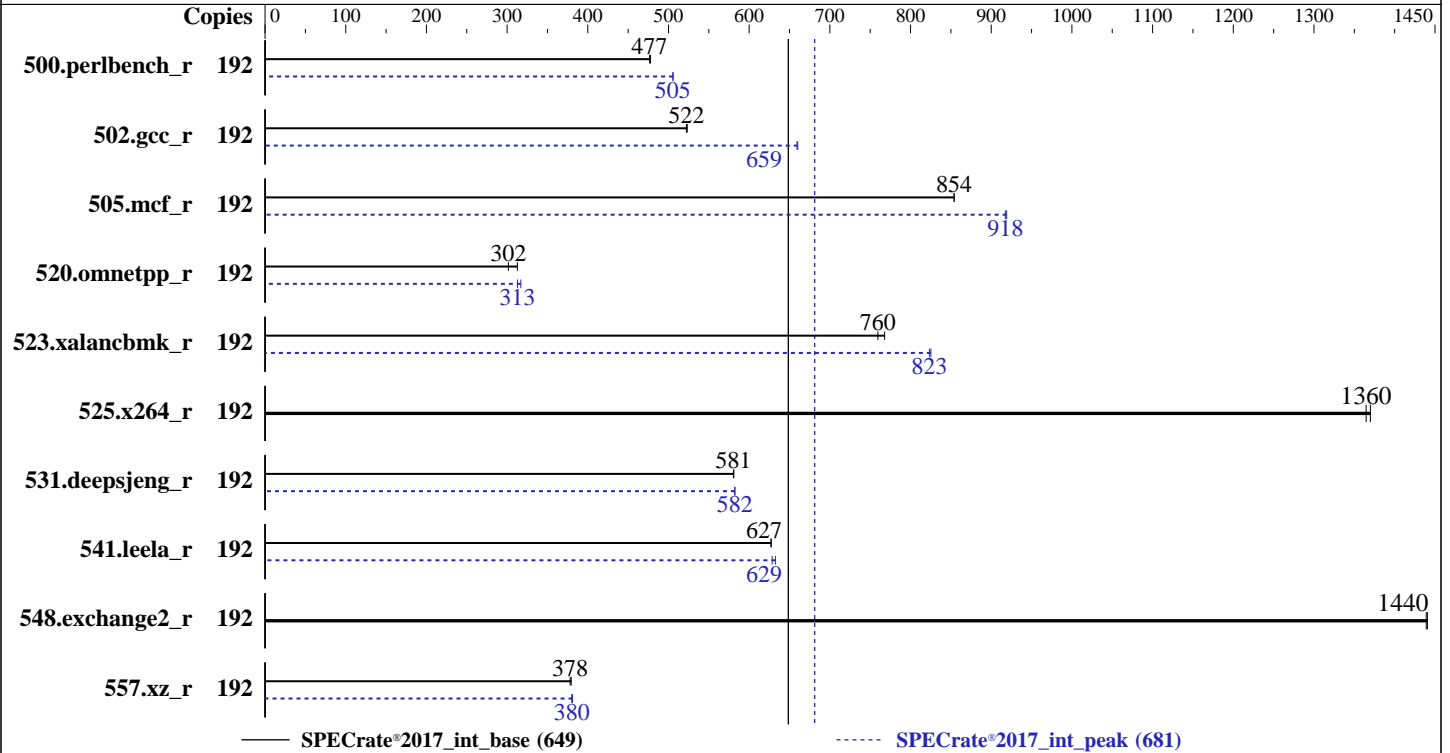 Copies 0 100 200 300 400 500 600 700 800 900 1000 1100 1200 1300 1450
477
500.perlbench_r 192
505
522
502.gcc_r 192
659
854
505.mcf_r 192
918
302
520.omnetpp_r 192
313
760
523.xalancbmk_r 192
823
1360
525.x264_r 192
581
531.deepsjeng_r 192
582
627
541.leela_r 192
629
1440
548.exchange2_r 192
378
557.xz_r 192
380
SPECrate®2017_int_base (649) SPECrate®2017_int_peak (681)